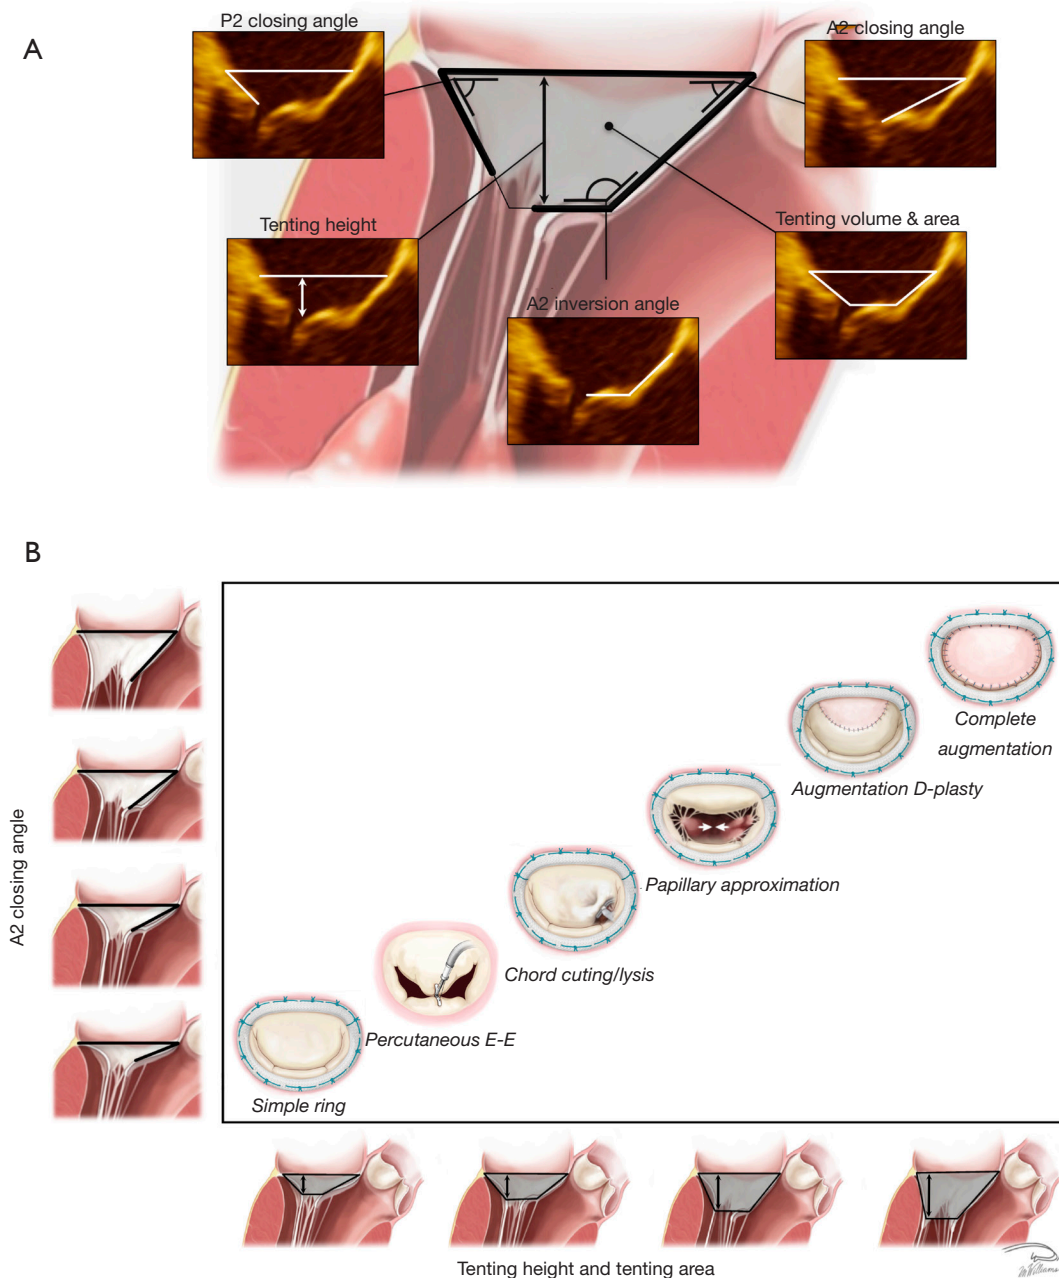 A
P2 closing angle
A2 closing angle
Tenting height
Tenting volume & area
A2 inversion angle
B
A2 closing angle
Complete
augmentation
Augmentation D-plasty
Papillary approximation
Chord cuting/lysis
Percutaneous E-E
Simple ring
Tenting height and tenting area